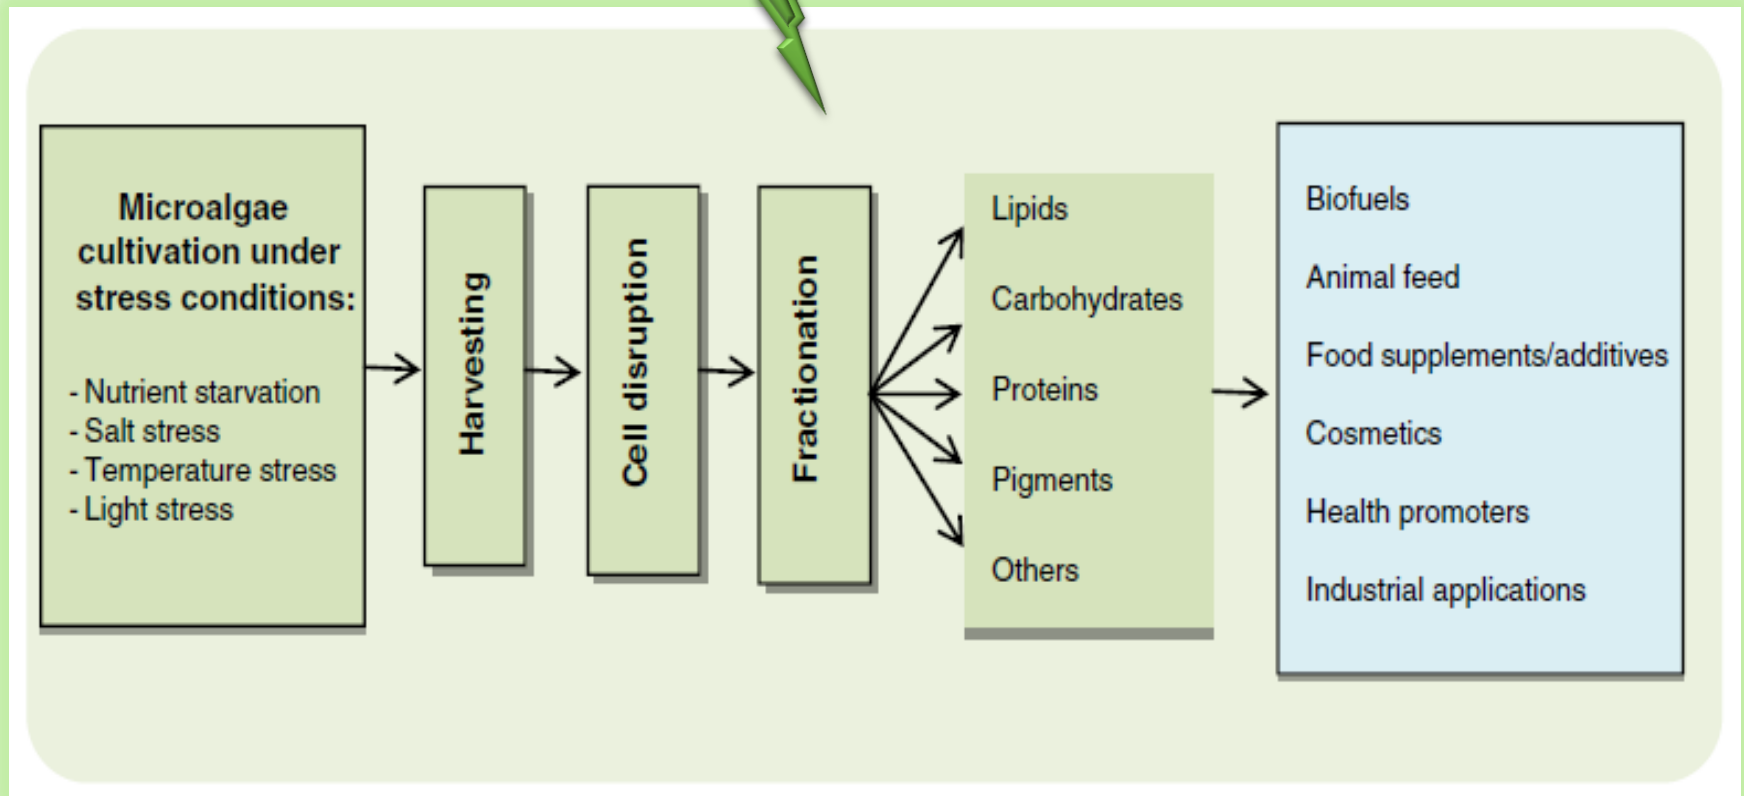 Microalgae
cultivation under
stress conditions:
- Nutrient starvation
- Salt stress
- Temperature stress
- Light stress
Harvesting
Cell disruption
Fractionation
Lipids
Carbohydrates
Proteins
Pigments
Others
Biofuels
Animal feed
Food supplements/additives
Cosmetics
Health promoters
Industrial applications